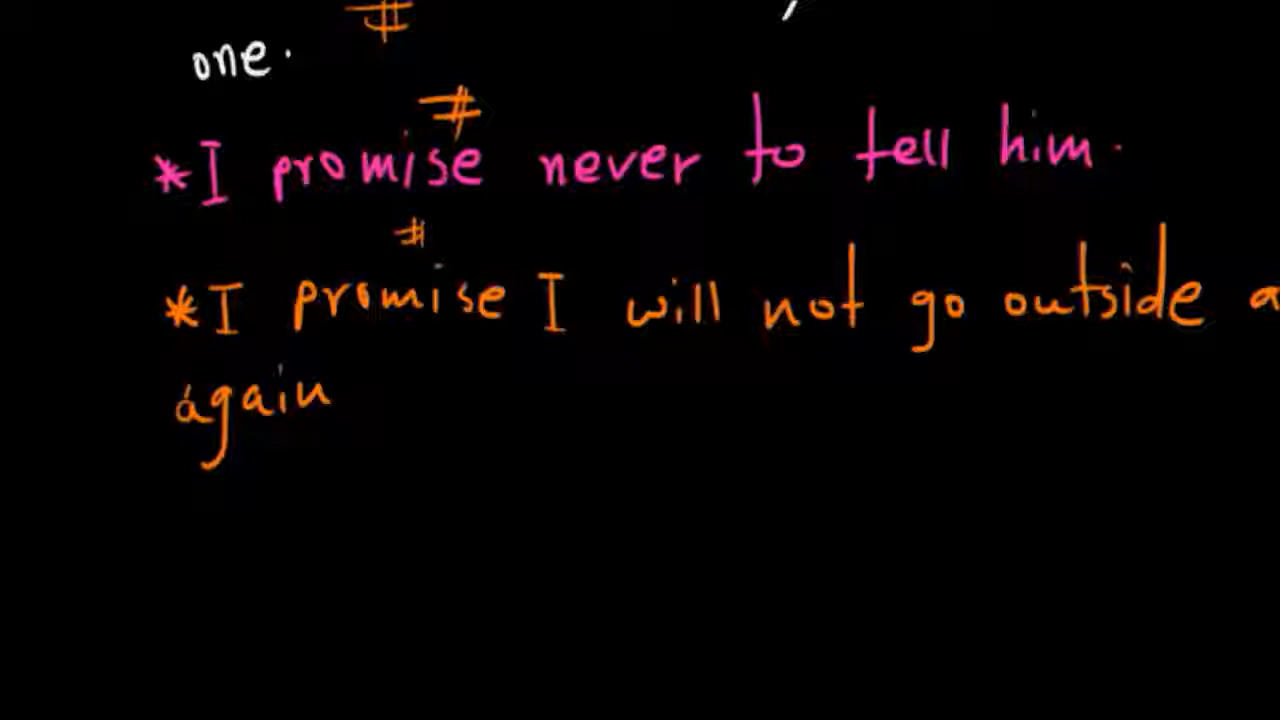 #
one.
#
*I promise never to tell him.
#
*I promise I will not go outside a
again